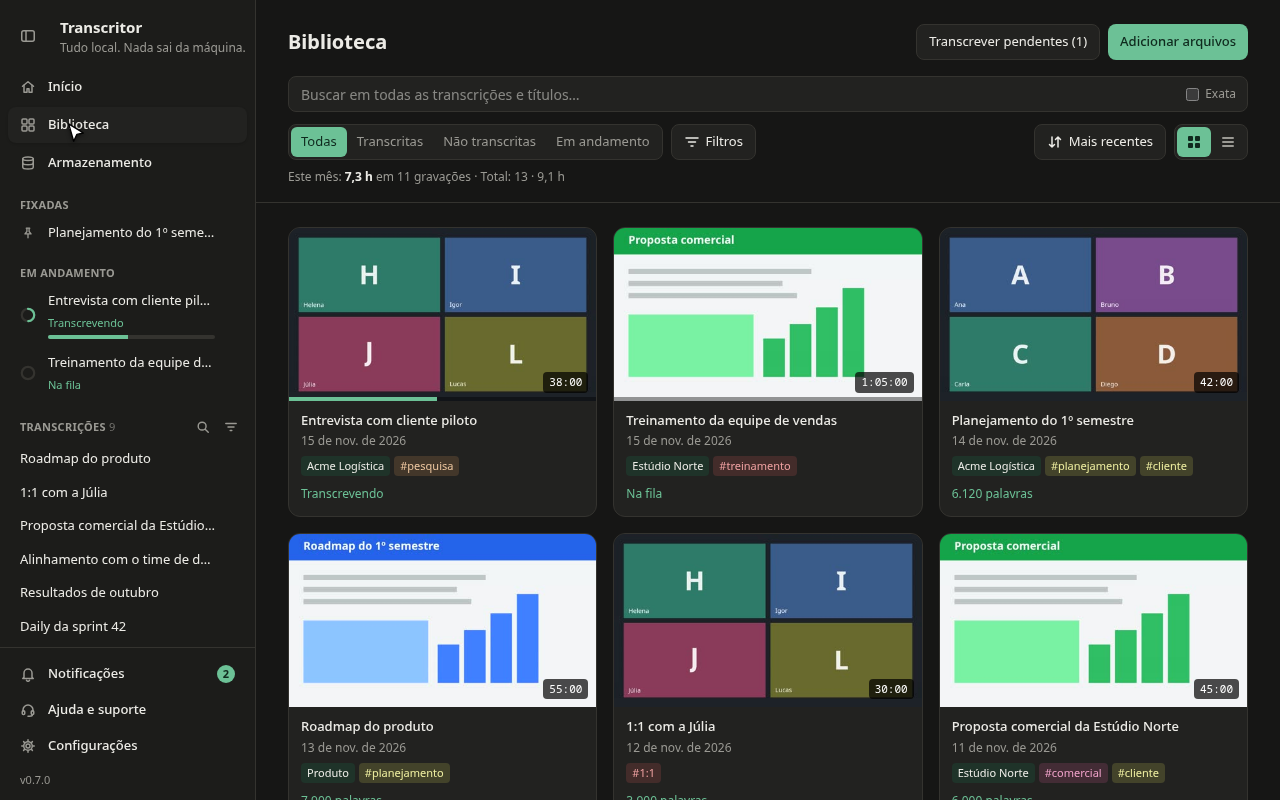 Transcritor
Tudo local. Nada sai da máquina.
Início
Biblioteca
Armazenamento
FIXADAS
Planejamento do 1º seme...
EM ANDAMENTO
Entrevista com cliente pil...
Transcrevendo
Treinamento da equipe d...
Na fila
TRANSCRIÇÕES 9
Roadmap do produto
1:1 com a Júlia
Proposta comercial da Estúdio...
Alinhamento com o time de d...
Resultados de outubro
Daily da sprint 42
Notificações 2
Ajuda e suporte
Configurações
v0.7.0
Biblioteca
Transcrever pendentes (1)
Adicionar arquivos
Buscar em todas as transcrições e títulos...
Exata
Todas Transcritas Não transcritas Em andamento
Filtros
Mais recentes
Este mês: 7,3 h em 11 gravações · Total: 13 · 9,1 h
H
Helena
I
Igor
J
Júlia
L
Lucas
38:00
Entrevista com cliente piloto
15 de nov. de 2026
Acme Logística #pesquisa
Transcrevendo
Proposta comercial
1:05:00
Treinamento da equipe de vendas
15 de nov. de 2026
Estúdio Norte #treinamento
Na fila
A
Ana
B
Bruno
C
Carla
D
Diego
42:00
Planejamento do 1º semestre
14 de nov. de 2026
Acme Logística #planejamento #cliente
6.120 palavras
Roadmap do 1º semestre
55:00
Roadmap do produto
13 de nov. de 2026
Produto #planejamento
7.000 palavras
H
Helena
I
Igor
J
Júlia
L
Lucas
30:00
1:1 com a Júlia
12 de nov. de 2026
#1:1
3.000 palavras
Proposta comercial
45:00
Proposta comercial da Estúdio Norte
11 de nov. de 2026
Estúdio Norte #comercial #cliente
6.000 palavras